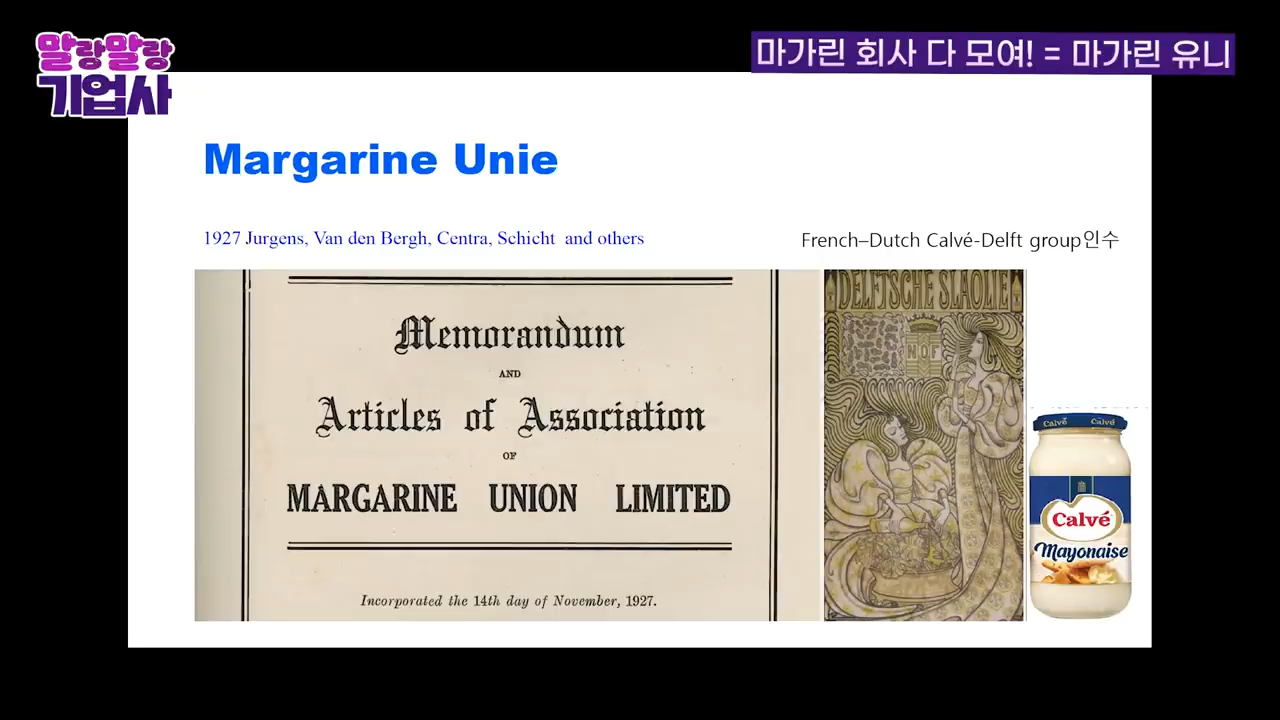 말랑말랑
기업사
마가린 회사 다 모여! = 마가린 유니
Margarine Unie
1927 Jurgens, Van den Bergh, Centra, Schicht and others
French–Dutch Calvé-Delft group인수
Memorandum
AND
Articles of Association
OF
MARGARINE UNION LIMITED
Incorporated the 14th day of November, 1927.
DELFTSCHE SLAOLIE
NOF
Calvé Calvé
Calvé
Mayonaise